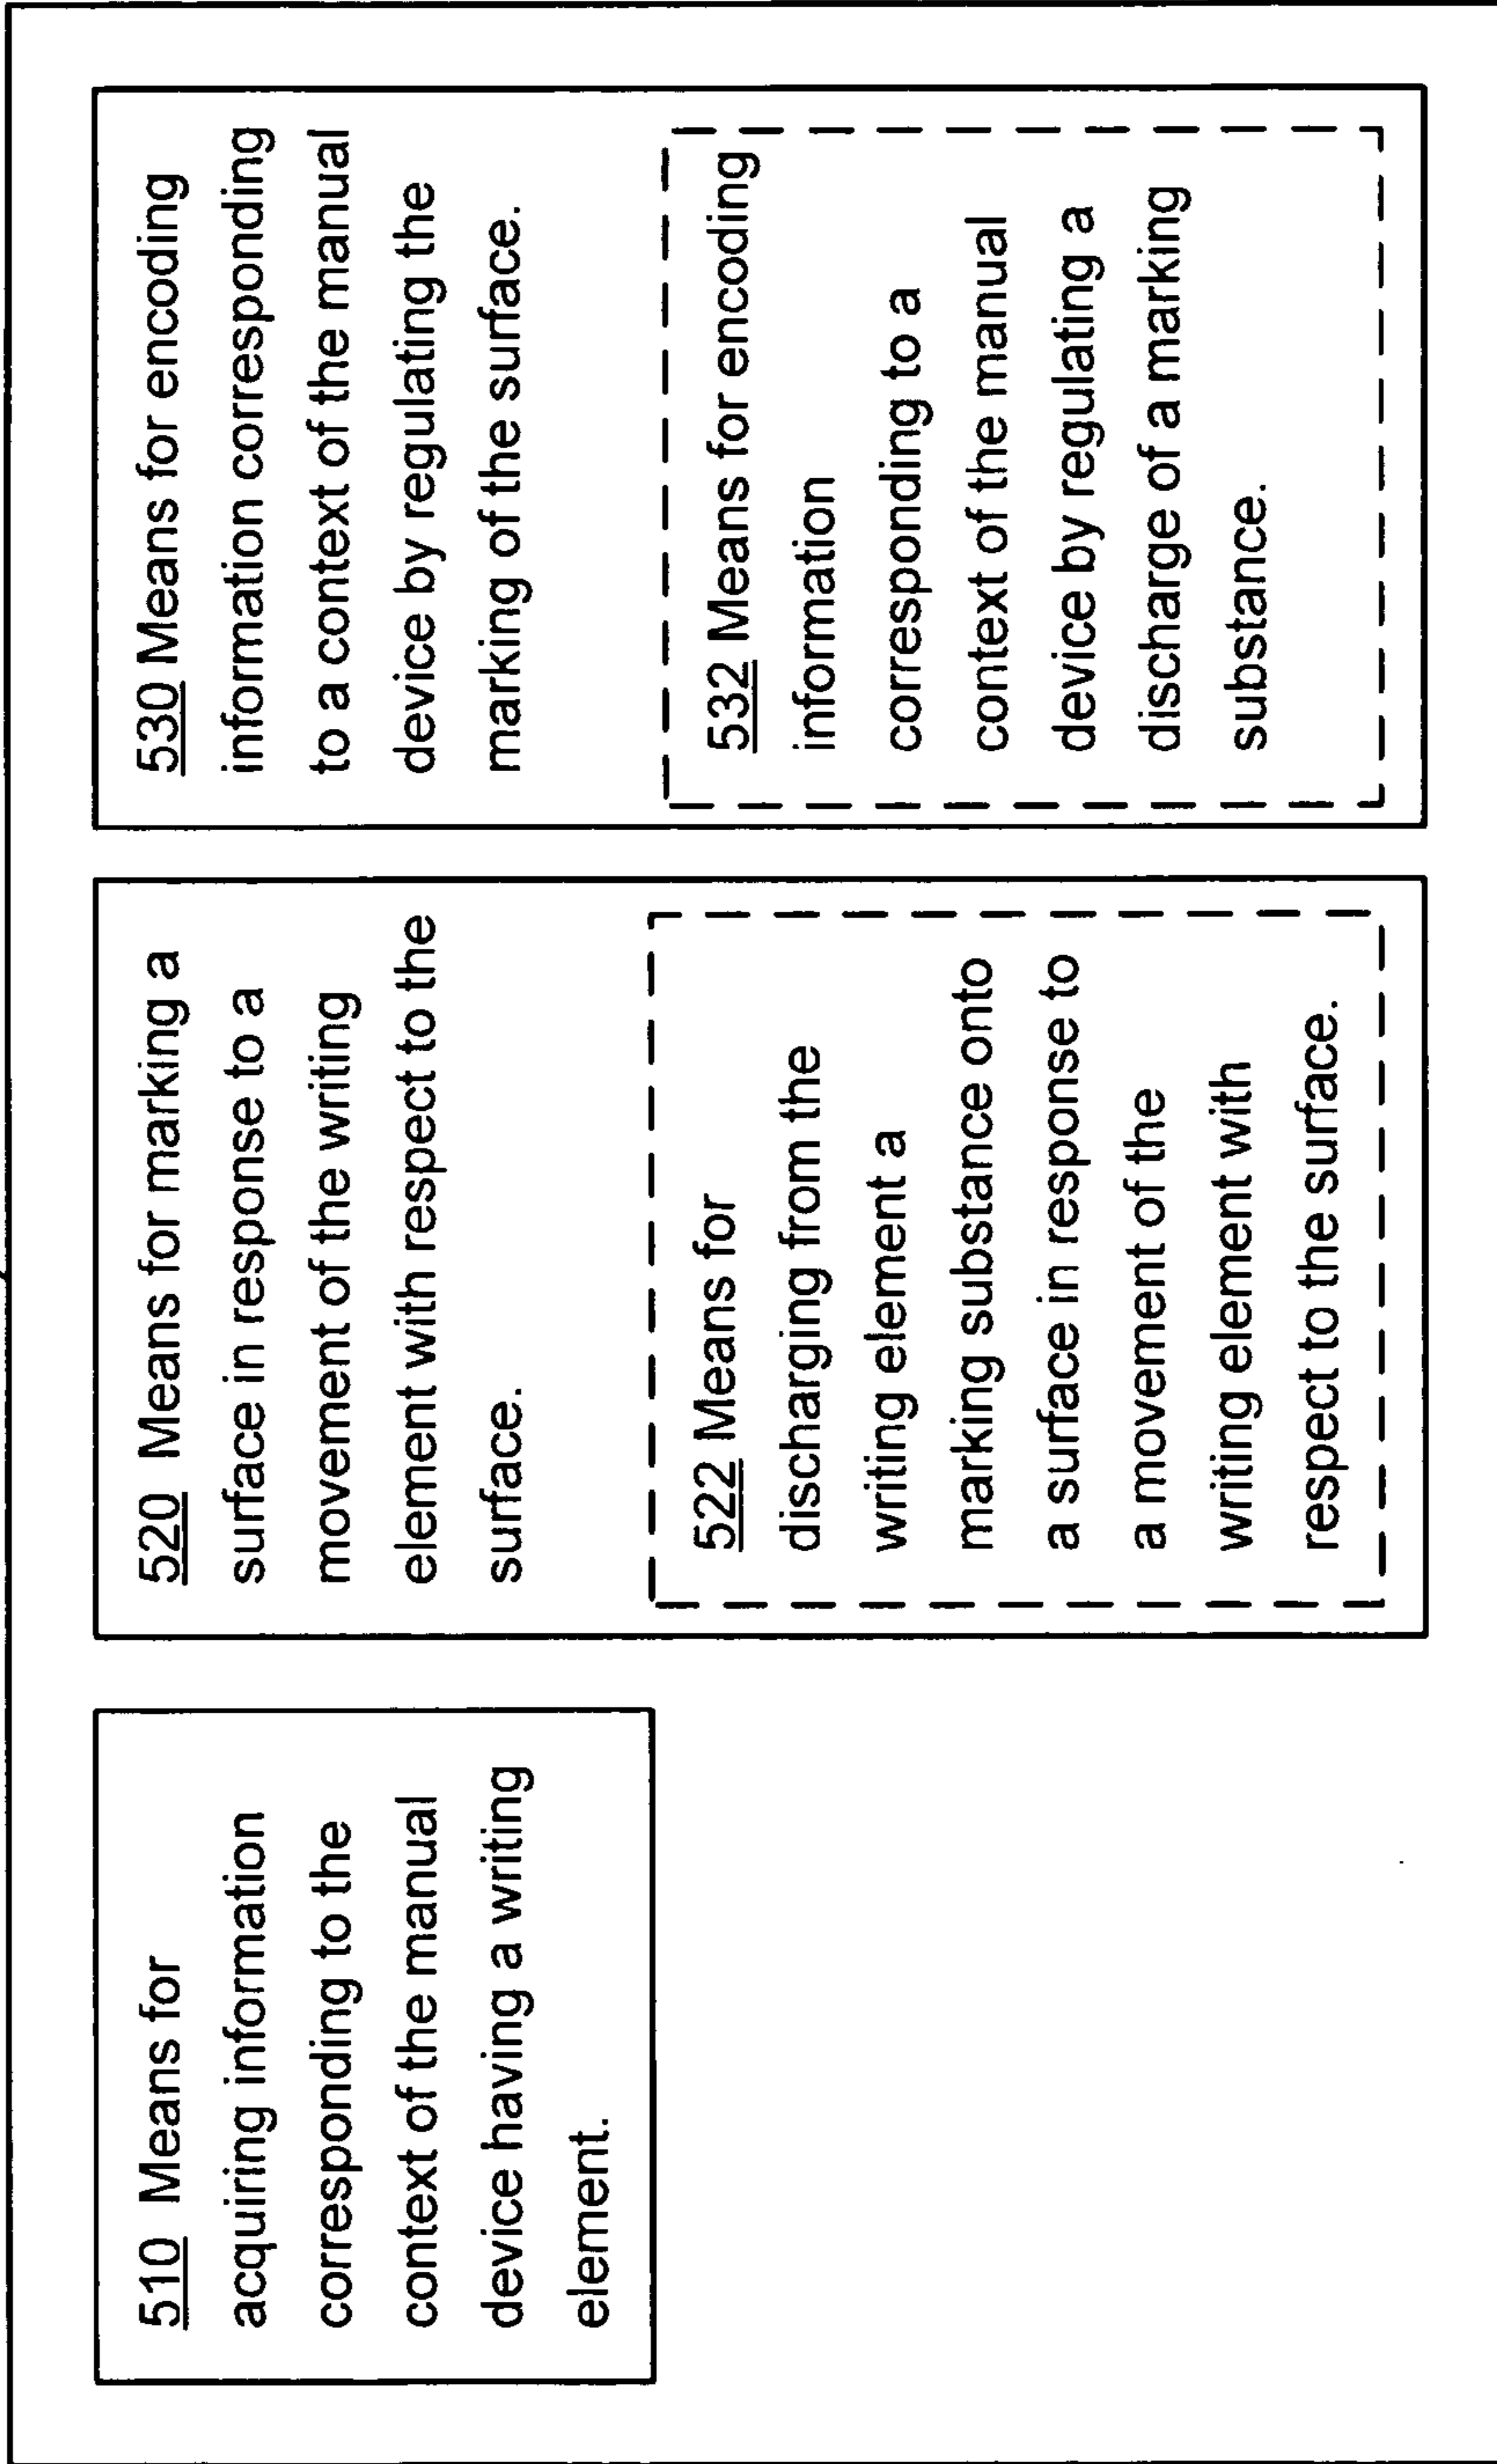 510 Means for
acquiring information
corresponding to the
context of the manual
device having a writing
element.
520 Means for marking a
surface in response to a
movement of the writing
element with respect to the
surface.
522 Means for
discharging from the
writing element a
marking substance onto
a surface in response to
a movement of the
writing element with
respect to the surface.
530 Means for encoding
information corresponding
to a context of the manual
device by regulating the
marking of the surface.
532 Means for encoding
information
corresponding to a
context of the manual
device by regulating a
discharge of a marking
substance.